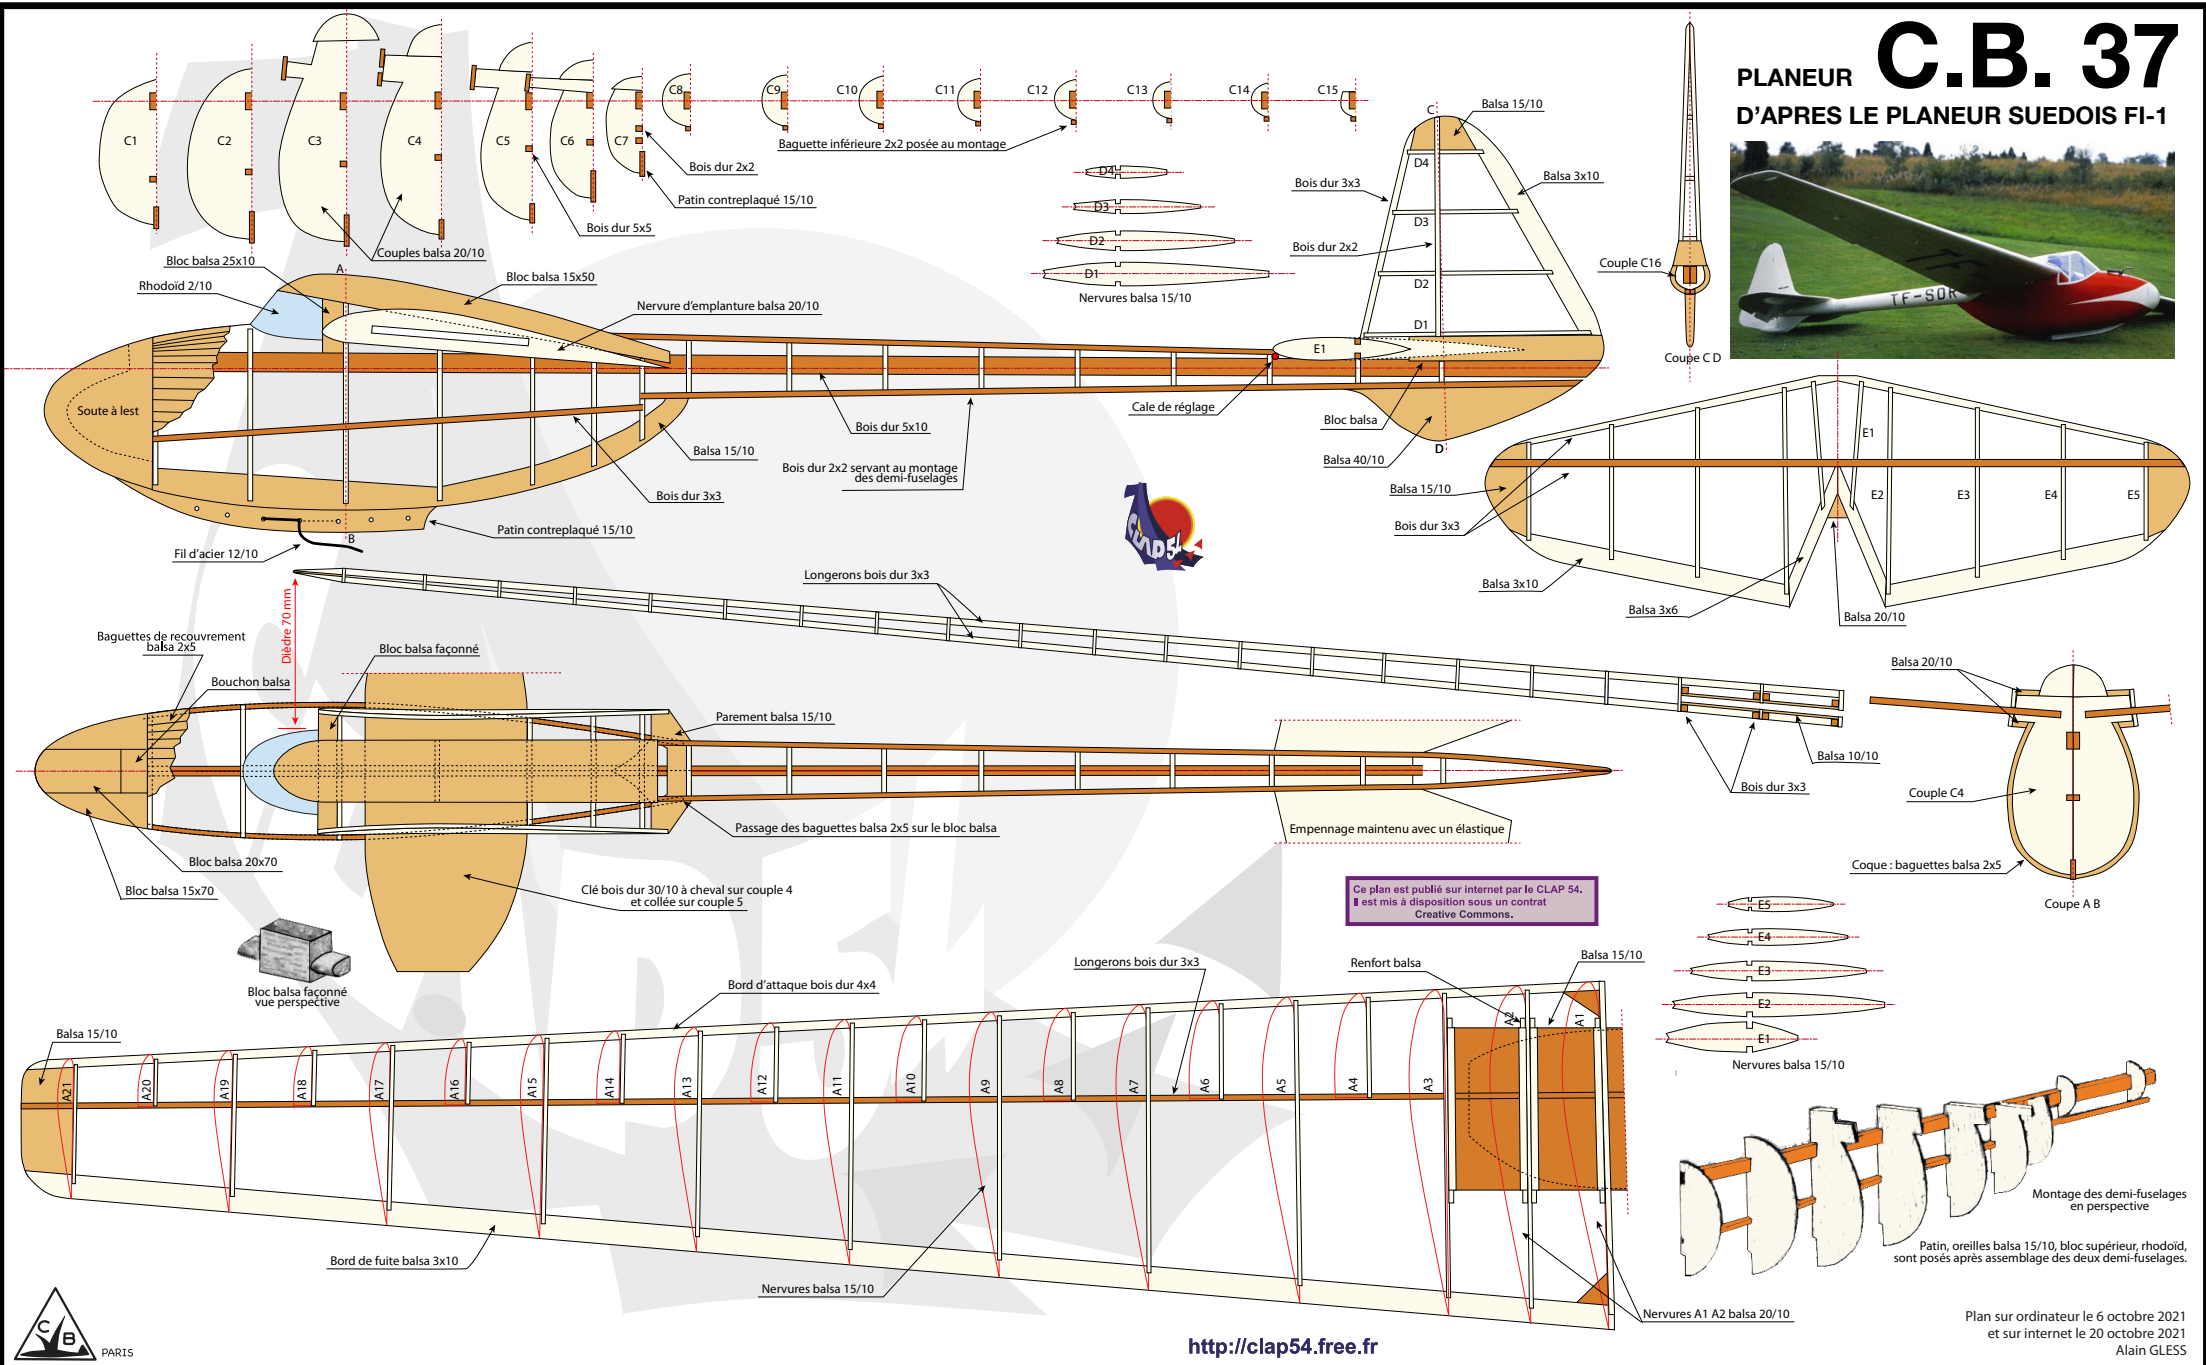 PLANEUR C.B. 37
D'APRES LE PLANEUR SUEDOIS FI-1
C1
C2
C3
C4
C5
C6
C7
C8
C9
C10
C11
C12
C13
C14
C15
Baguette inférieure 2x2 posée au montage
Bois dur 2x2
Patin contreplaqué 15/10
Bois dur 5x5
Couples balsa 20/10
Bloc balsa 25x10
A
Rhodoïd 2/10
Bloc balsa 15x50
Nervure d'emplanture balsa 20/10
D4
D3
D2
D1
Nervures balsa 15/10
C
Balsa 15/10
D4
Bois dur 3x3
Balsa 3x10
D3
Bois dur 2x2
D2
D1
E1
Couple C16
Coupe C D
TF-SOR
Soute à lest
Cale de réglage
Bois dur 5x10
Bloc balsa
D
Balsa 40/10
Balsa 15/10
Bois dur 2x2 servant au montage
des demi-fuselages
Bois dur 3x3
Patin contreplaqué 15/10
B
Fil d'acier 12/10
CLAP54
E1
E2
E3
E4
E5
Balsa 15/10
Bois dur 3x3
Balsa 3x10
Balsa 3x6
Balsa 20/10
Longerons bois dur 3x3
Dièdre 70 mm
Baguettes de recouvrement
balsa 2x5
Bloc balsa façonné
Bouchon balsa
Parement balsa 15/10
Balsa 10/10
Bois dur 3x3
Balsa 20/10
Couple C4
Coque : baguettes balsa 2x5
Coupe A B
Passage des baguettes balsa 2x5 sur le bloc balsa
Empennage maintenu avec un élastique
Bloc balsa 20x70
Bloc balsa 15x70
Clé bois dur 30/10 à cheval sur couple 4
et collée sur couple 5
Ce plan est publié sur internet par le CLAP 54.
Il est mis à disposition sous un contrat
Creative Commons.
Bloc balsa façonné
vue perspective
E5
E4
E3
E2
E1
Nervures balsa 15/10
Longerons bois dur 3x3
Renfort balsa
Balsa 15/10
Bord d'attaque bois dur 4x4
Balsa 15/10
A21
A20
A19
A18
A17
A16
A15
A14
A13
A12
A11
A10
A9
A8
A7
A6
A5
A4
A3
A2
A1
Bord de fuite balsa 3x10
Nervures balsa 15/10
Nervures A1 A2 balsa 20/10
Montage des demi-fuselages
en perspective
Patin, oreilles balsa 15/10, bloc supérieur, rhodoïd,
sont posés après assemblage des deux demi-fuselages.
C B
PARIS
http://clap54.free.fr
Plan sur ordinateur le 6 octobre 2021
et sur internet le 20 octobre 2021
Alain GLESS